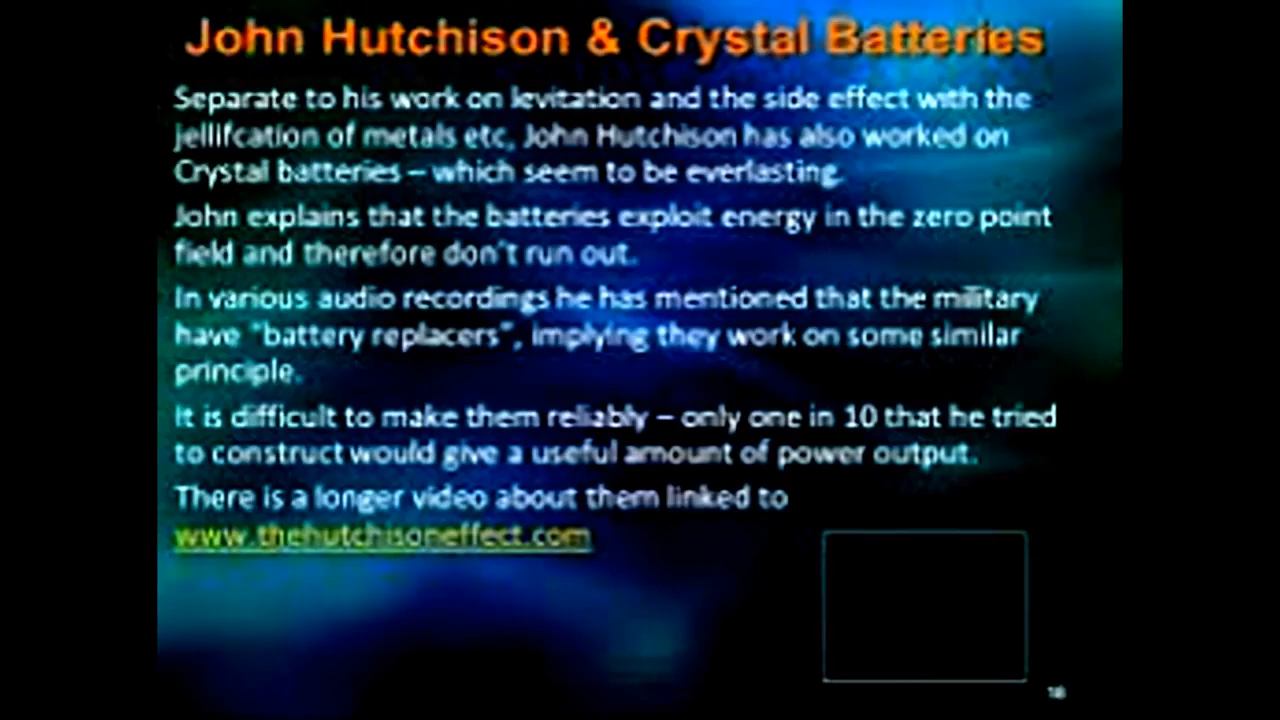 John Hutchison & Crystal Batteries
Separate to his work on levitation and the side effect with the
jellifcation of metals etc, John Hutchison has also worked on
Crystal batteries – which seem to be everlasting.
John explains that the batteries exploit energy in the zero point
field and therefore don't run out.
In various audio recordings he has mentioned that the military
have "battery replacers", implying they work on some similar
principle.
It is difficult to make them reliably – only one in 10 that he tried
to construct would give a useful amount of power output.
There is a longer video about them linked to
www.thehutchisoneffect.com